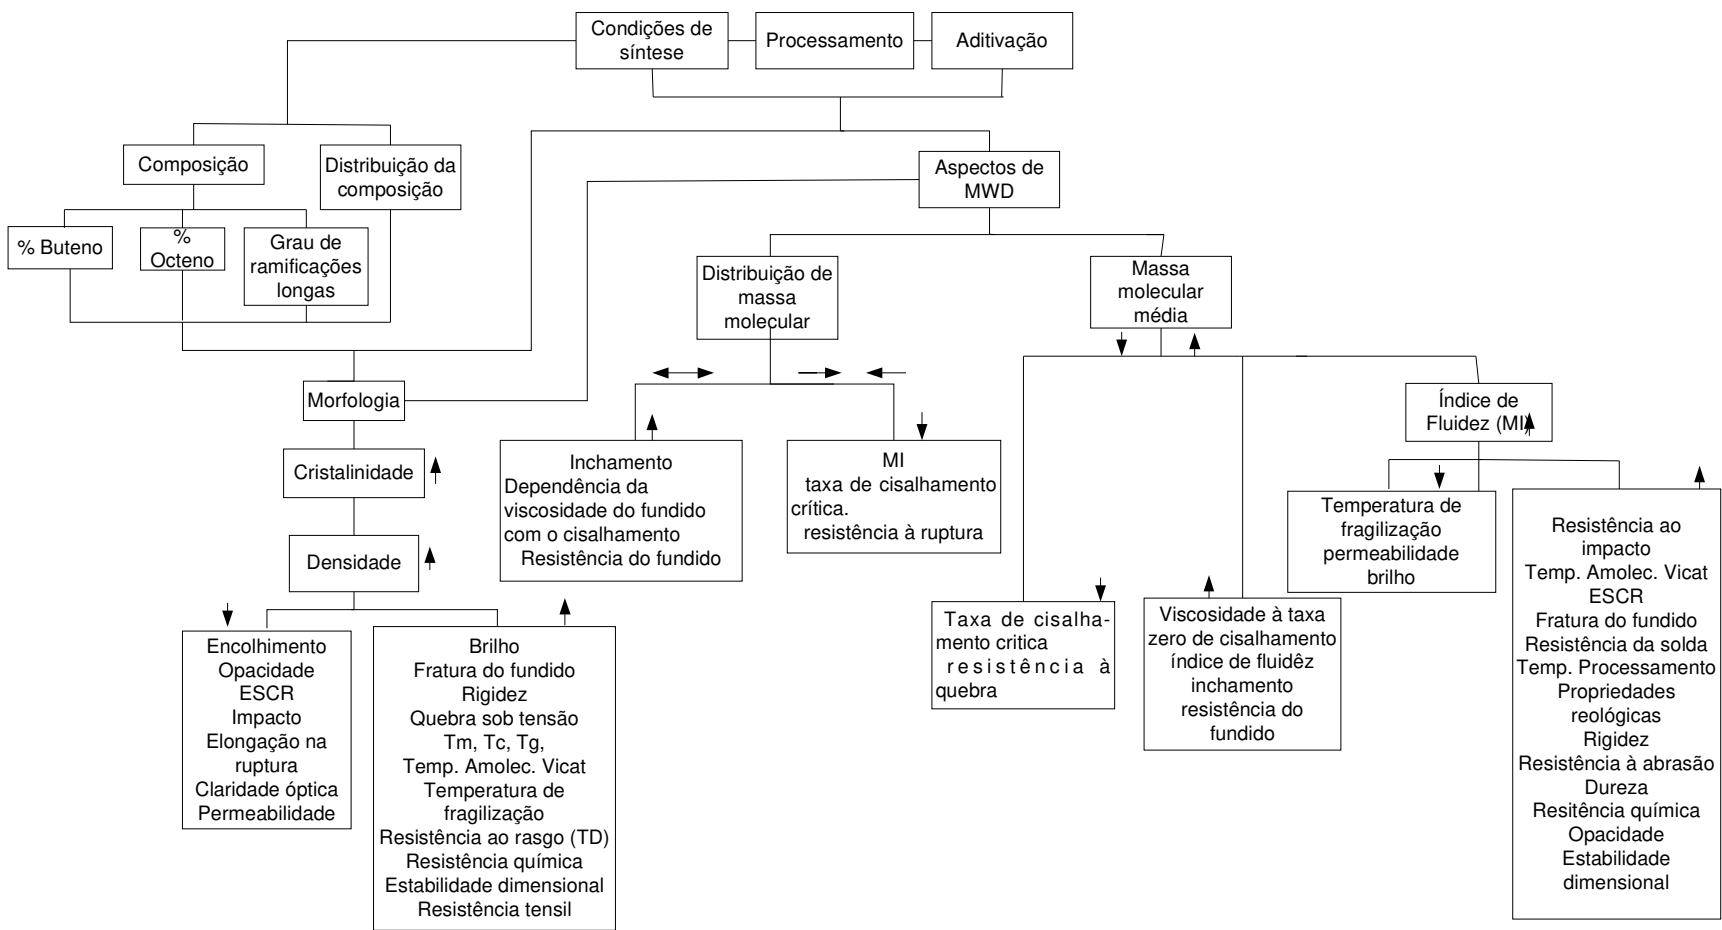 Condições de
síntese
Processamento
Aditivação
Composição
Distribuição da
composição
Aspectos de
MWD
% Buteno
%
Octeno
Grau de
ramificações
longas
Distribuição de
massa
molecular
Massa
molecular
média
Morfologia
Índice de
Fluidez (MI)
Cristalinidade
Inchamento
Dependência da
viscosidade do fundido
com o cisalhamento
Resistência do fundido
MI
taxa de cisalhamento
crítica.
resistência à ruptura
Temperatura de
fragilização
permeabilidade
brilho
Resistência ao
impacto
Temp. Amolec. Vicat
ESCR
Fratura do fundido
Resistência da solda
Temp. Processamento
Propriedades
reológicas
Rigidez
Resistência à abrasão
Dureza
Resitência química
Opacidade
Estabilidade
dimensional
Densidade
Taxa de cisalha-
mento critica
resistência à
quebra
Viscosidade à taxa
zero de cisalhamento
índice de fluidêz
inchamento
resistência do
fundido
Encolhimento
Opacidade
ESCR
Impacto
Elongação na
ruptura
Claridade óptica
Permeabilidade
Brilho
Fratura do fundido
Rigidez
Quebra sob tensão
Tm, Tc, Tg,
Temp. Amolec. Vicat
Temperatura de
fragilização
Resistência ao rasgo (TD)
Resistência química
Estabilidade dimensional
Resistência tensil